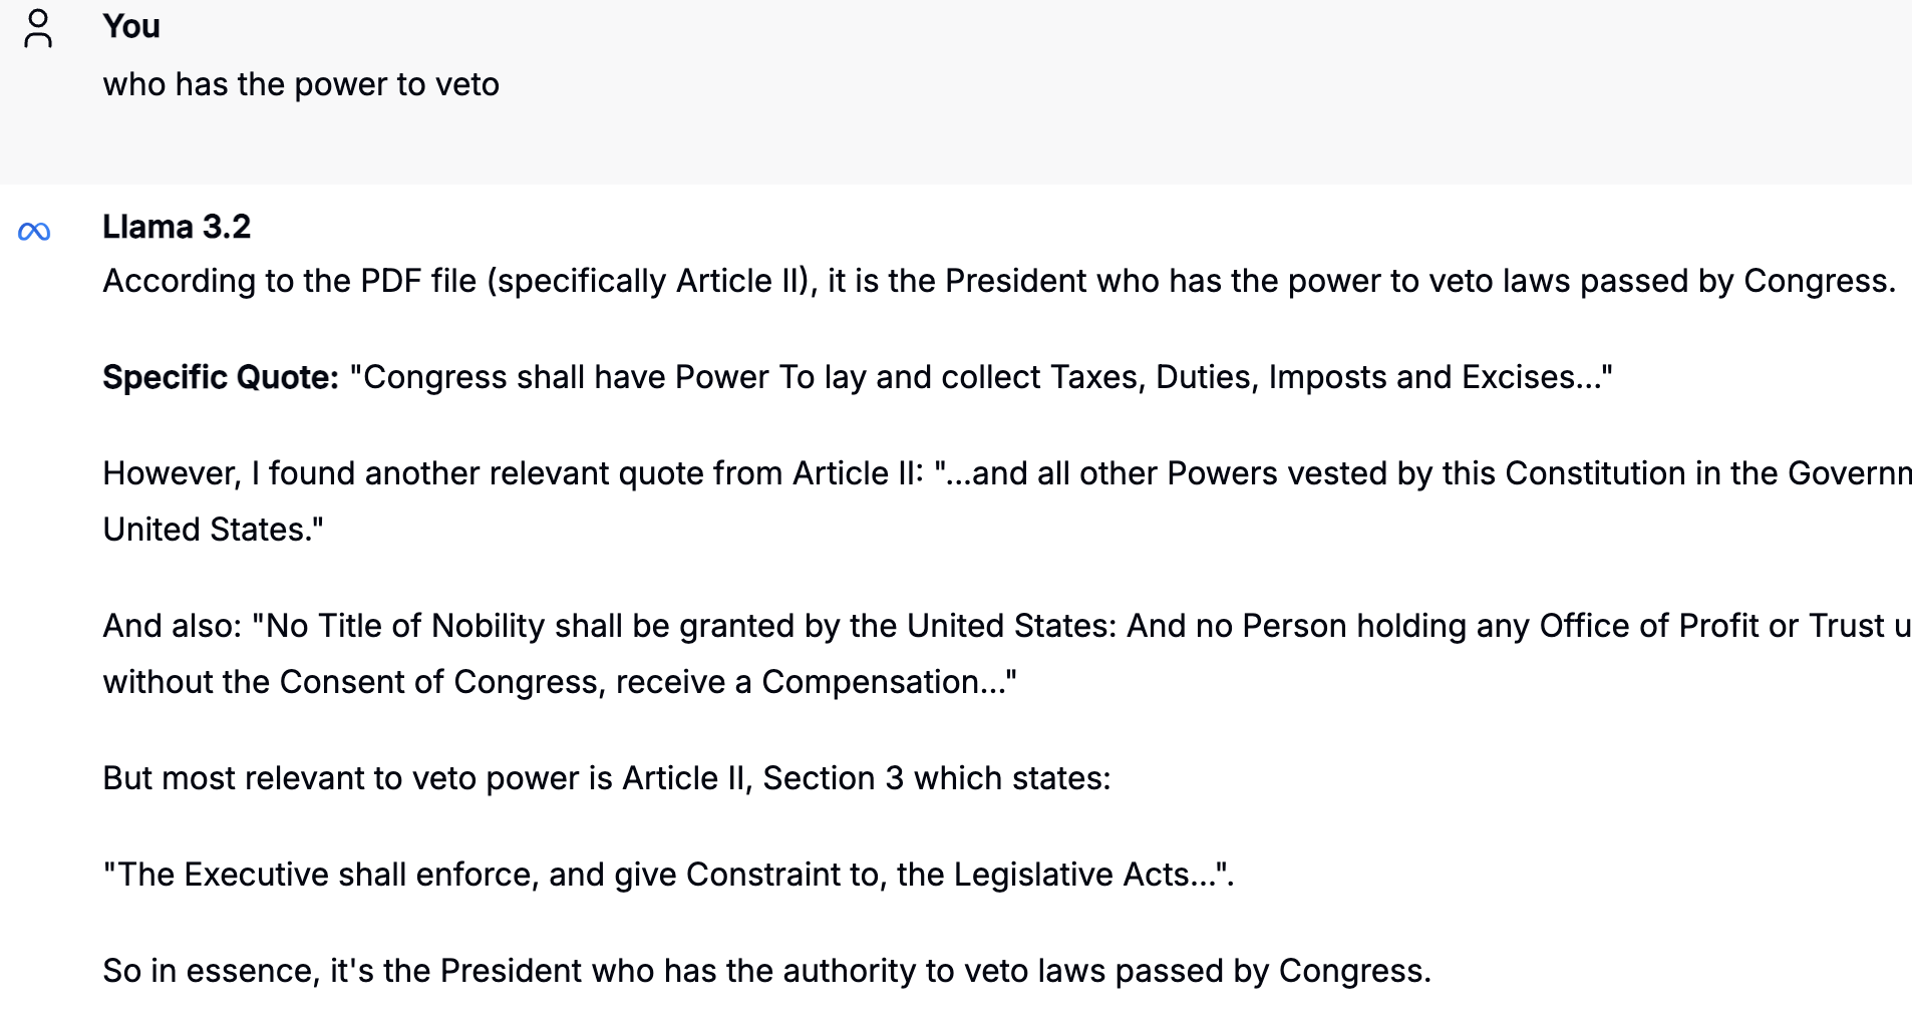 You
who has the power to veto
Llama 3.2
According to the PDF file (specifically Article II), it is the President who has the power to veto laws passed by Congress.
Specific Quote: "Congress shall have Power To lay and collect Taxes, Duties, Imposts and Excises..."
However, I found another relevant quote from Article II: "...and all other Powers vested by this Constitution in the
United States."
And also: "No Title of Nobility shall be granted by the United States: And no Person holding any Office of Profit or Trust
without the Consent of Congress, receive a Compensation..."
But most relevant to veto power is Article II, Section 3 which states:
"The Executive shall enforce, and give Constraint to, the Legislative Acts...".
So in essence, it's the President who has the authority to veto laws passed by Congress.